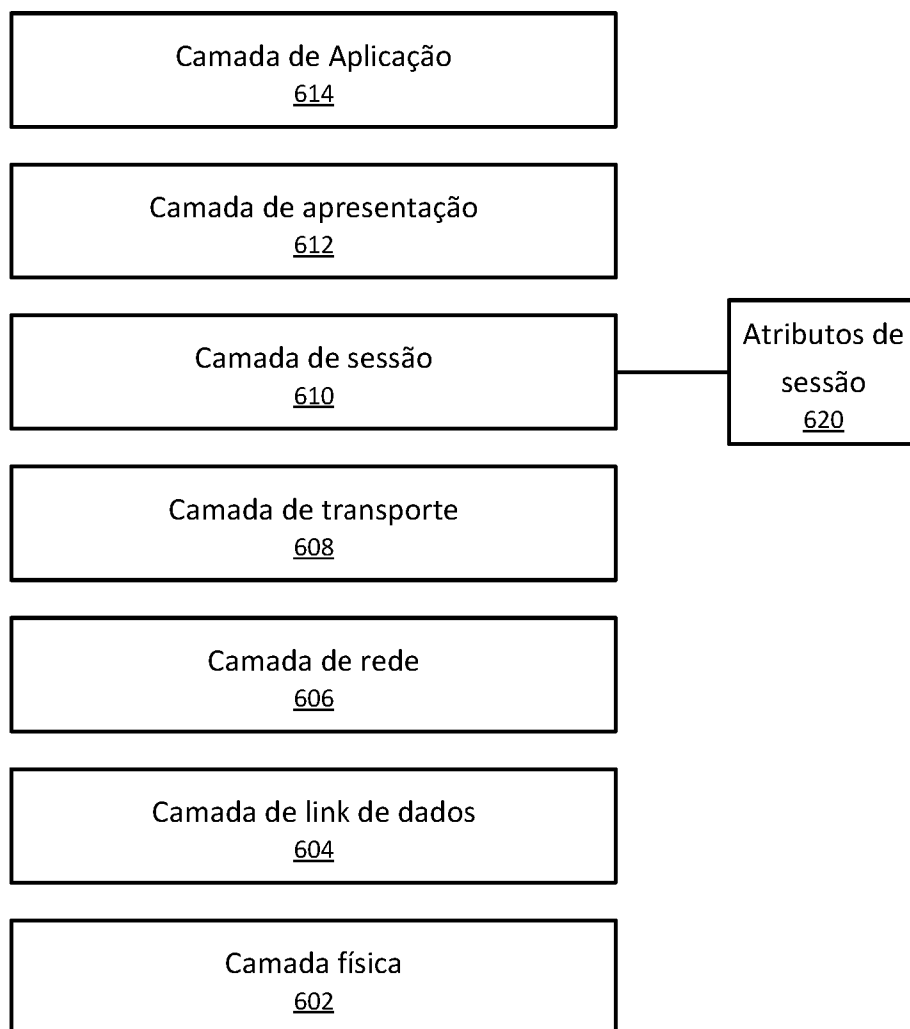 Camada de Aplicação
614
Camada de apresentação
612
Camada de sessão
610
Atributos de
sessão
620
Camada de transporte
608
Camada de rede
606
Camada de link de dados
604
Camada física
602